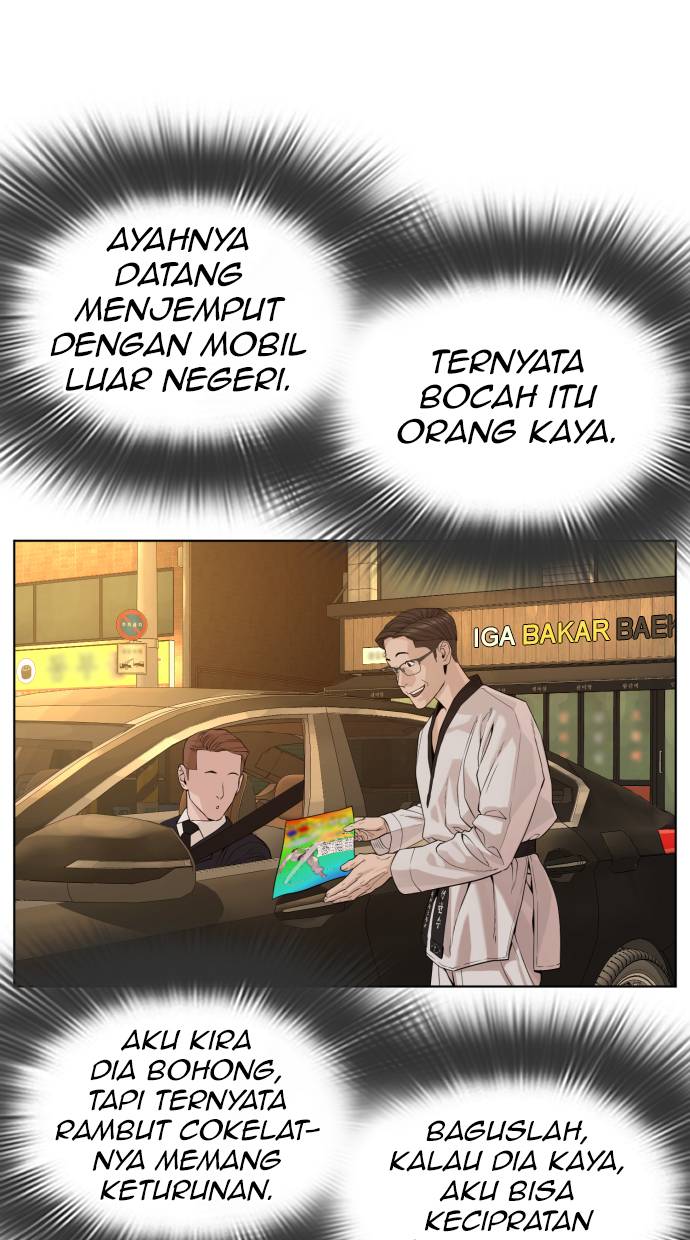 AYAHNYA
DATANG
MENJEMPUT
DENGAN MOBIL
LUAR NEGERI.
TERNYATA
BOCAH ITU
ORANG KAYA.
IGA BAKAR BAEK
AKU KIRA
DIA BOHONG,
TAPI TERNYATA
RAMBUT COKELAT-
NYA MEMANG
KETURUNAN.
BAGUSLAH,
KALAU DIA KAYA,
AKU BISA
KECIPRATAN